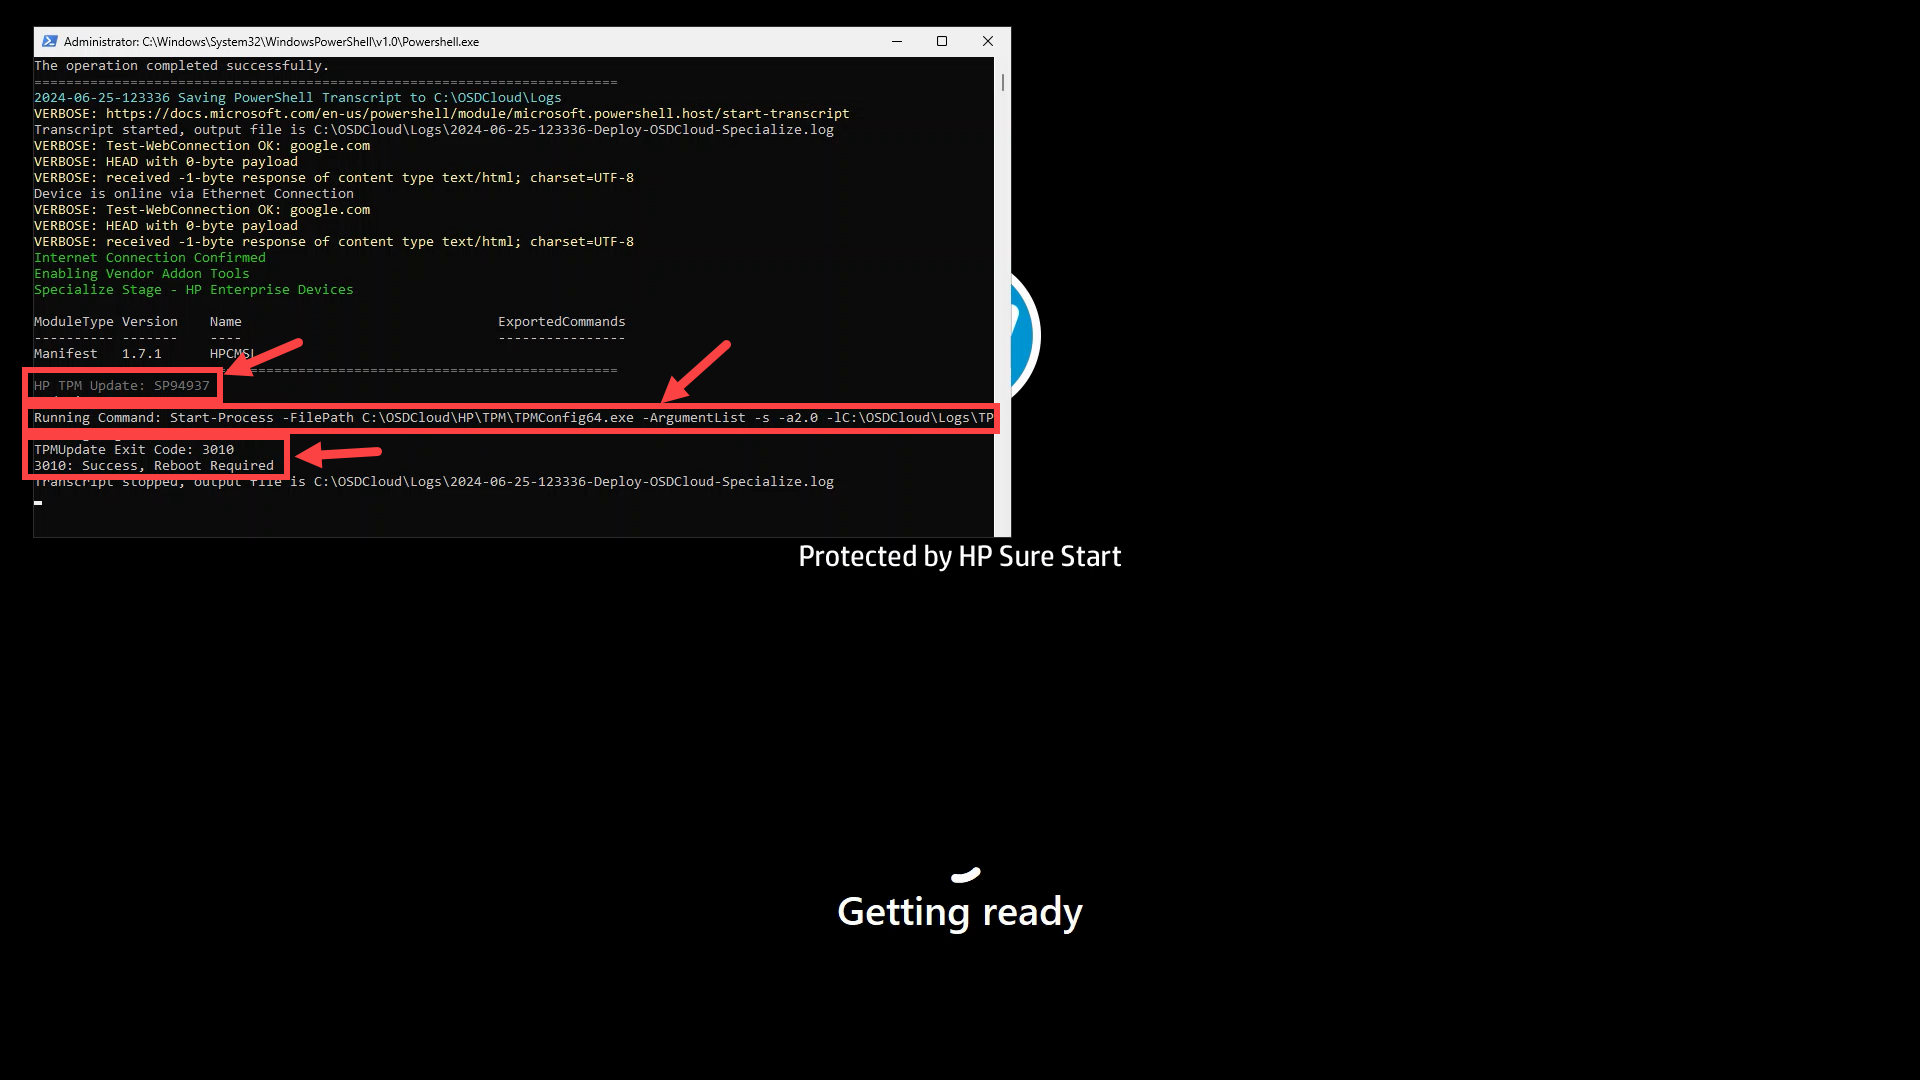 Administrator: C:\Windows\System32\WindowsPowerShell\v1.0\Powershell.exe
The operation completed successfully.
=========================================================================
2024-06-25-123336 Saving PowerShell Transcript to C:\OSDCloud\Logs
VERBOSE: https://docs.microsoft.com/en-us/powershell/module/microsoft.powershell.host/start-transcript
Transcript started, output file is C:\OSDCloud\Logs\2024-06-25-123336-Deploy-OSDCloud-Specialize.log
VERBOSE: Test-WebConnection OK: google.com
VERBOSE: HEAD with 0-byte payload
VERBOSE: received -1-byte response of content type text/html; charset=UTF-8
Device is online via Ethernet Connection
VERBOSE: Test-WebConnection OK: google.com
VERBOSE: HEAD with 0-byte payload
VERBOSE: received -1-byte response of content type text/html; charset=UTF-8
Internet Connection Confirmed
Enabling Vendor Addon Tools
Specialize Stage - HP Enterprise Devices
ModuleType Version    Name                                ExportedCommands
---------- -------    ----                                ----------------
Manifest   1.7.1      HPCMSL
=================================================
HP TPM Update: SP94937
Running Command: Start-Process -FilePath C:\OSDCloud\HP\TPM\TPMConfig64.exe -ArgumentList -s -a2.0 -lC:\OSDCloud\Logs\TP
TPMUpdate Exit Code: 3010
3010: Success, Reboot Required
Transcript stopped, output file is C:\OSDCloud\Logs\2024-06-25-123336-Deploy-OSDCloud-Specialize.log
Protected by HP Sure Start
Getting ready